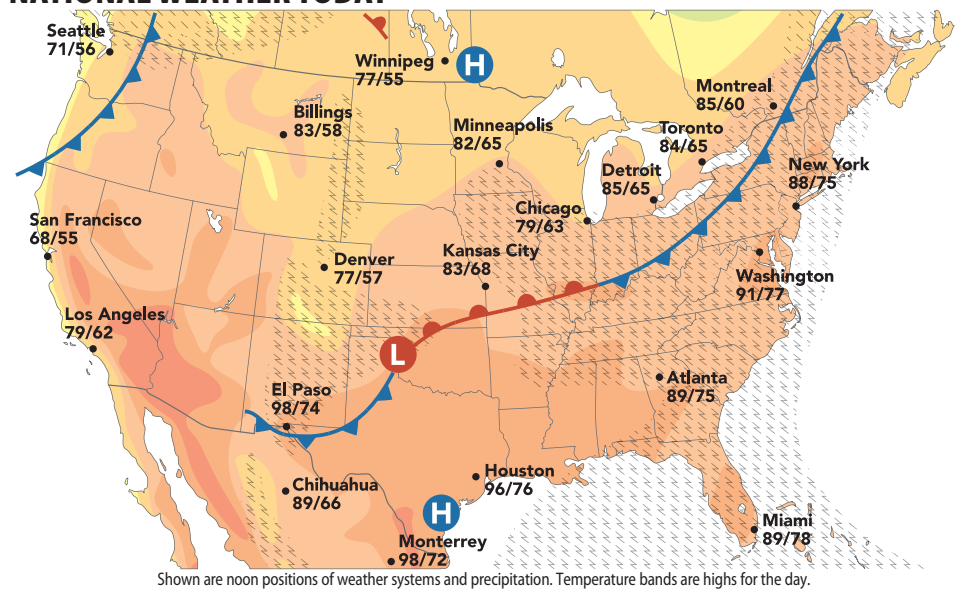 NATIONAL WEATHER TODAY
Seattle
71/56
Winnipeg
77/55
H
Billings
83/58
Minneapolis
82/65
Montreal
85/60
Toronto
84/65
Detroit
85/65
New York
88/75
Chicago
79/63
San Francisco
68/55
Denver
77/57
Kansas City
83/68
Washington
91/77
Los Angeles
79/62
L
El Paso
98/74
Atlanta
89/75
Chihuahua
89/66
Houston
96/76
H
Monterrey
98/72
Miami
89/78
Shown are noon positions of weather systems and precipitation. Temperature bands are highs for the day.